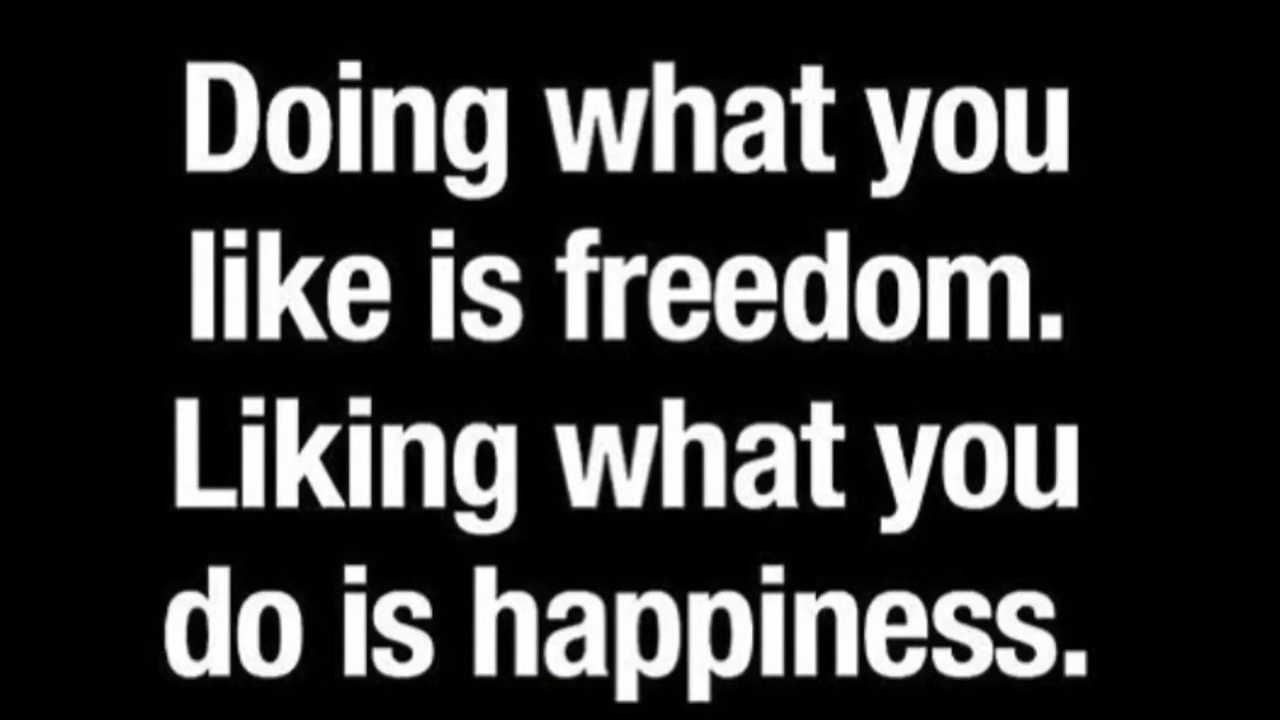 Doing what you
like is freedom.
Liking what you
do is happiness.